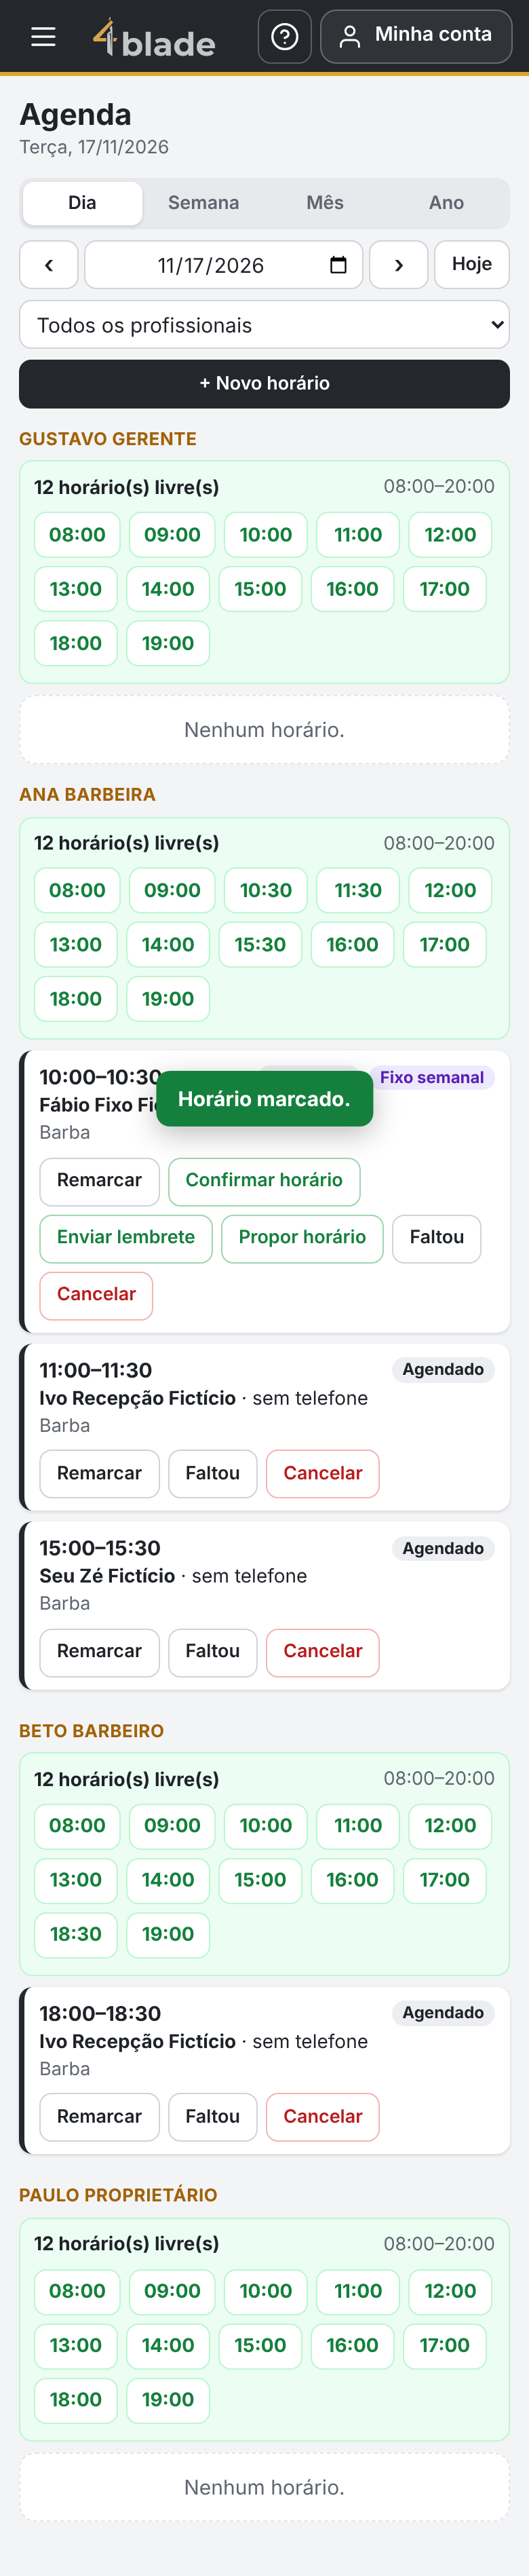 4blade
Minha conta
Agenda
Terça, 17/11/2026
Dia Semana Mês Ano
‹ 11/17/2026 › Hoje
Todos os profissionais
+ Novo horário
GUSTAVO GERENTE
12 horário(s) livre(s) 08:00–20:00
08:00 09:00 10:00 11:00 12:00
13:00 14:00 15:00 16:00 17:00
18:00 19:00
Nenhum horário.
ANA BARBEIRA
12 horário(s) livre(s) 08:00–20:00
08:00 09:00 10:30 11:30 12:00
13:00 14:00 15:30 16:00 17:00
18:00 19:00
10:00–10:30 Fixo semanal
Horário marcado.
Fábio Fixo
Barba
Remarcar Confirmar horário
Enviar lembrete Propor horário Faltou
Cancelar
11:00–11:30 Agendado
Ivo Recepção Fictício · sem telefone
Barba
Remarcar Faltou Cancelar
15:00–15:30 Agendado
Seu Zé Fictício · sem telefone
Barba
Remarcar Faltou Cancelar
BETO BARBEIRO
12 horário(s) livre(s) 08:00–20:00
08:00 09:00 10:00 11:00 12:00
13:00 14:00 15:00 16:00 17:00
18:30 19:00
18:00–18:30 Agendado
Ivo Recepção Fictício · sem telefone
Barba
Remarcar Faltou Cancelar
PAULO PROPRIETÁRIO
12 horário(s) livre(s) 08:00–20:00
08:00 09:00 10:00 11:00 12:00
13:00 14:00 15:00 16:00 17:00
18:00 19:00
Nenhum horário.